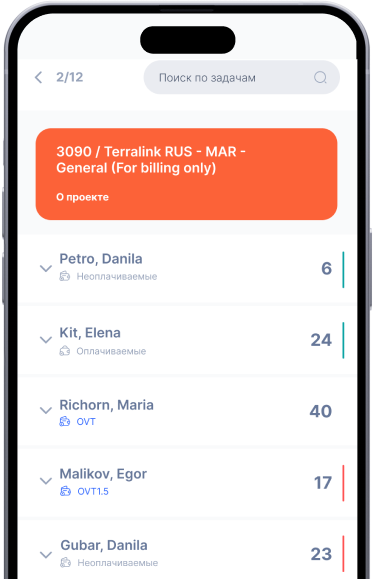 2/12
Поиск по задачам
3090 / Terralink RUS - MAR -
General (For billing only)
О проекте
Petro, Danila
6
Неоплачиваемые
Kit, Elena
24
Оплачиваемые
Richorn, Maria
40
OVT
Malikov, Egor
17
OVT1.5
Gubar, Danila
23
Неоплачиваемые